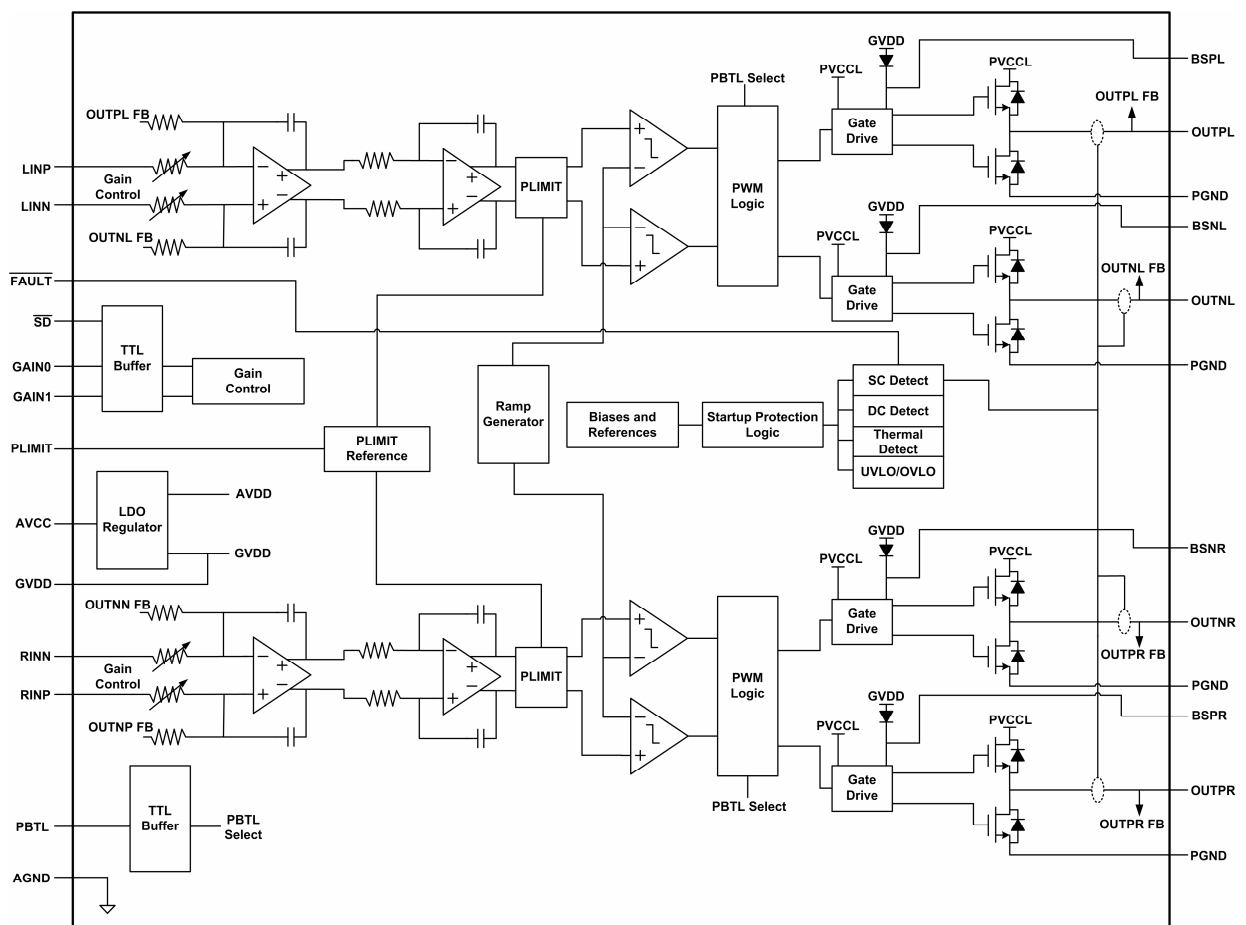 GVDD
BSPL
PVCCL
PVCCL
PBTL Select
OUTPL FB
OUTPL FB
Gate
Drive
OUTPL
LINP
Gain
Control
PLIMIT
PWM
Logic
LINN
PGND
GVDD
BSNL
OUTNL FB
PVCCL
PVCCL
OUTNL FB
FAULT
Gate
Drive
OUTNL
SD
TTL
Buffer
GAIN0
Gain
Control
GAIN1
PGND
SC Detect
Ramp
Generator
Biases and
References
Startup Protection
Logic
DC Detect
Thermal
Detect
UVLO/OVLO
PLIMIT
PLIMIT
Reference
LDO
Regulator
AVDD
AVCC
GVDD
GVDD
GVDD
BSNR
PVCCL
PVCCL
OUTNN FB
Gate
Drive
OUTNR
RINN
Gain
Control
PLIMIT
PWM
Logic
OUTPR FB
RINP
PGND
GVDD
BSPR
OUTNP FB
PVCCL
PVCCL
Gate
Drive
OUTPR
PBTL Select
TTL
Buffer
PBTL
PBTL
Select
OUTPR FB
PGND
AGND